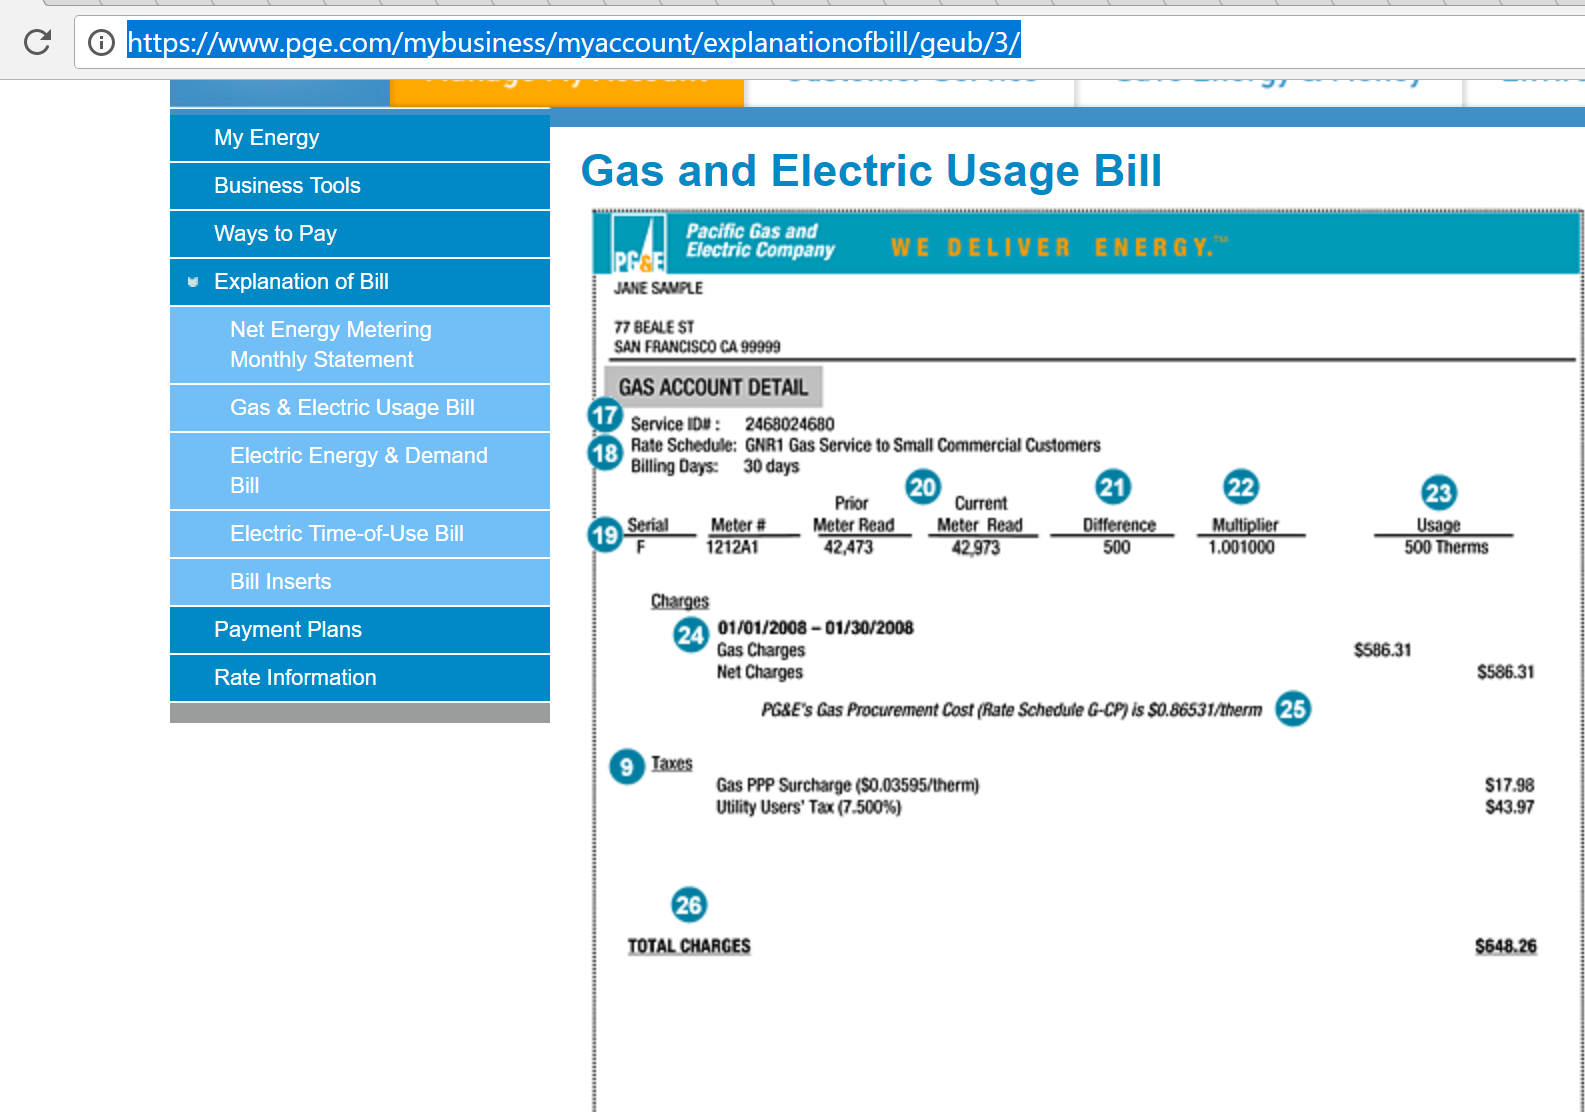 https://www.pge.com/mybusiness/myaccount/explanationofbill/geub/3/
Manage My Account
Customer Service
Save Energy & Money
My Energy
Business Tools
Ways to Pay
Explanation of Bill
Net Energy Metering
Monthly Statement
Gas & Electric Usage Bill
Electric Energy & Demand
Bill
Electric Time-of-Use Bill
Bill Inserts
Payment Plans
Rate Information
Gas and Electric Usage Bill
PG&E
Pacific Gas and
Electric Company
WE DELIVER ENERGY.™
JANE SAMPLE
77 BEALE ST
SAN FRANCISCO CA 99999
GAS ACCOUNT DETAIL
17 Service ID# : 2468024680
18 Rate Schedule: GNR1 Gas Service to Small Commercial Customers
Billing Days: 30 days
20 21 22 23
Prior Current
19 Serial Meter # Meter Read Meter Read Difference Multiplier Usage
F 1212A1 42,473 42,973 500 1.001000 500 Therms
Charges
24 01/01/2008 – 01/30/2008
Gas Charges $586.31
Net Charges $586.31
PG&E's Gas Procurement Cost (Rate Schedule G-CP) is $0.86531/therm 25
9 Taxes
Gas PPP Surcharge ($0.03595/therm) $17.98
Utility Users' Tax (7.500%) $43.97
26
TOTAL CHARGES $648.26